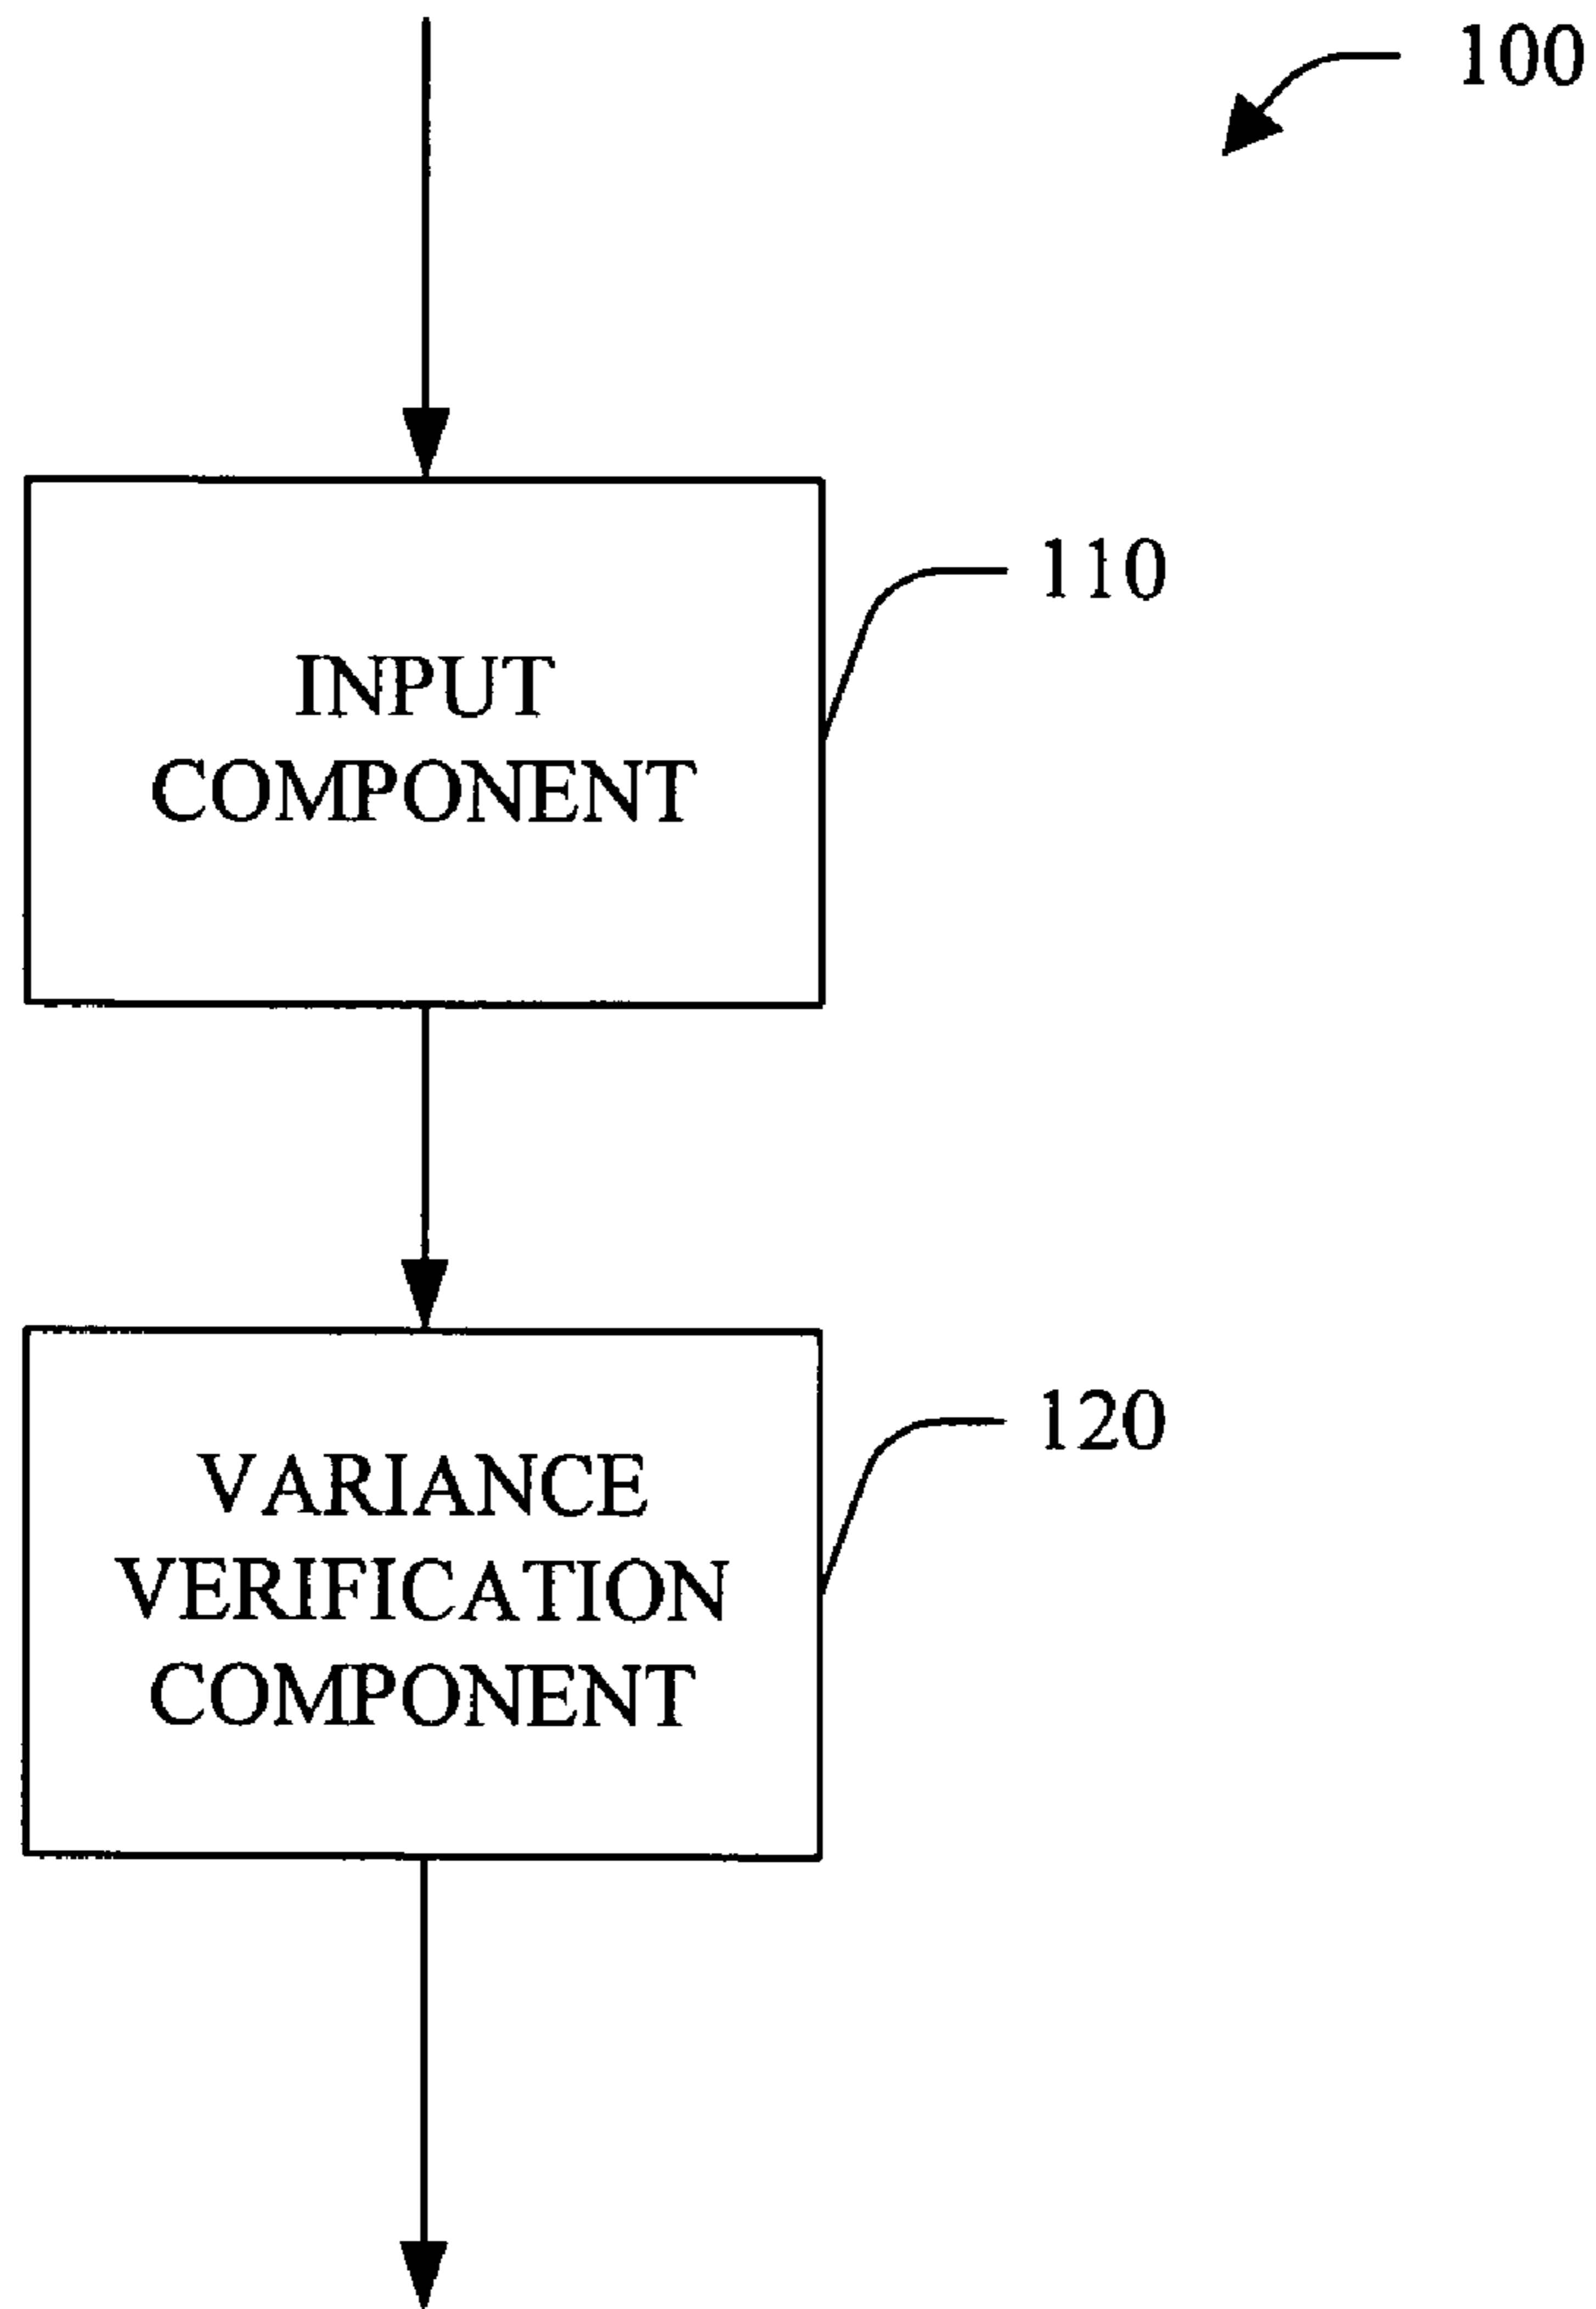 100
110
INPUT
COMPONENT
120
VARIANCE
VERIFICATION
COMPONENT